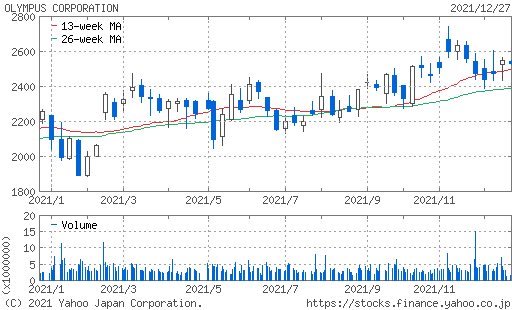 OLYMPUS CORPORATION 2021/12/27
2800
13-week MA
26-week MA
2600
2400
2200
2000
1800
2021/1 2021/3 2021/5 2021/7 2021/9 2021/11
20
Volume
15
10
5
0
(x1000000)
2021/1 2021/3 2021/5 2021/7 2021/9 2021/11
(C) 2021 Yahoo Japan Corporation. https://stocks.finance.yahoo.co.jp